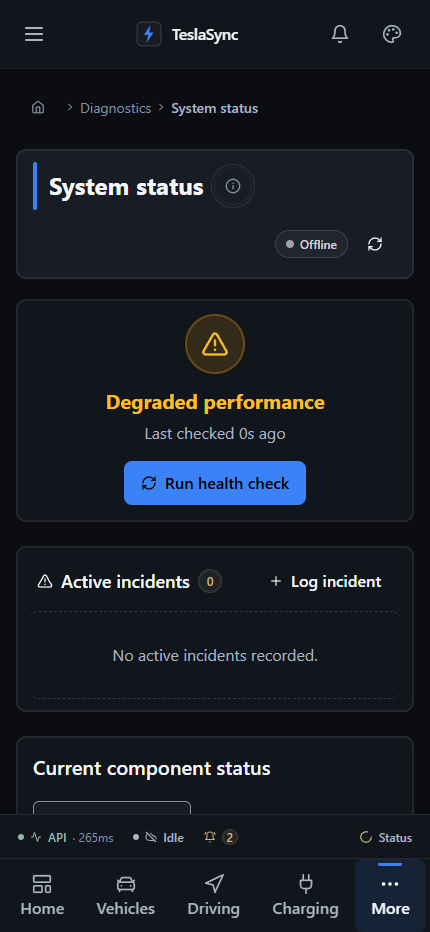 TeslaSync
Diagnostics
System status
System status
Offline
Degraded performance
Last checked 0s ago
Run health check
Active incidents 0
Log incident
No active incidents recorded.
Current component status
API · 265ms
Idle
2
Status
Home
Vehicles
Driving
Charging
More